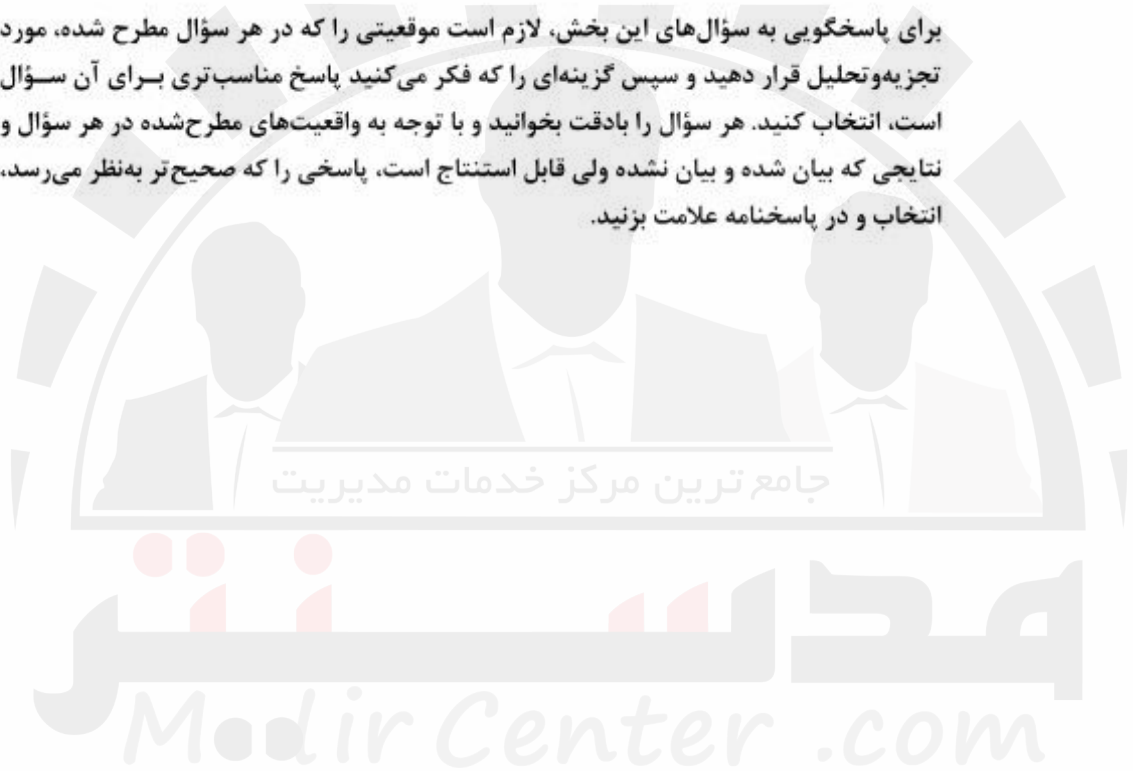 برای پاسخگویی به سؤال‌های این بخش، لازم است موقعیتی را که در هر سؤال مطرح شده، مورد
تجزیه‌وتحلیل قرار دهید و سپس گزینه‌ای را که فکر می‌کنید پاسخ مناسب‌تری بـرای آن سـؤال
است، انتخاب کنید. هر سؤال را بادقت بخوانید و با توجه به واقعیت‌های مطرح‌شده در هر سؤال و
نتایجی که بیان شده و بیان نشده ولی قابل استنتاج است، پاسخی را که صحیح‌تر به‌نظر می‌رسد،
انتخاب و در پاسخنامه علامت بزنید.
جامع ترین مرکز خدمات مدیریت
مدیر سنتر
Modir Center .com